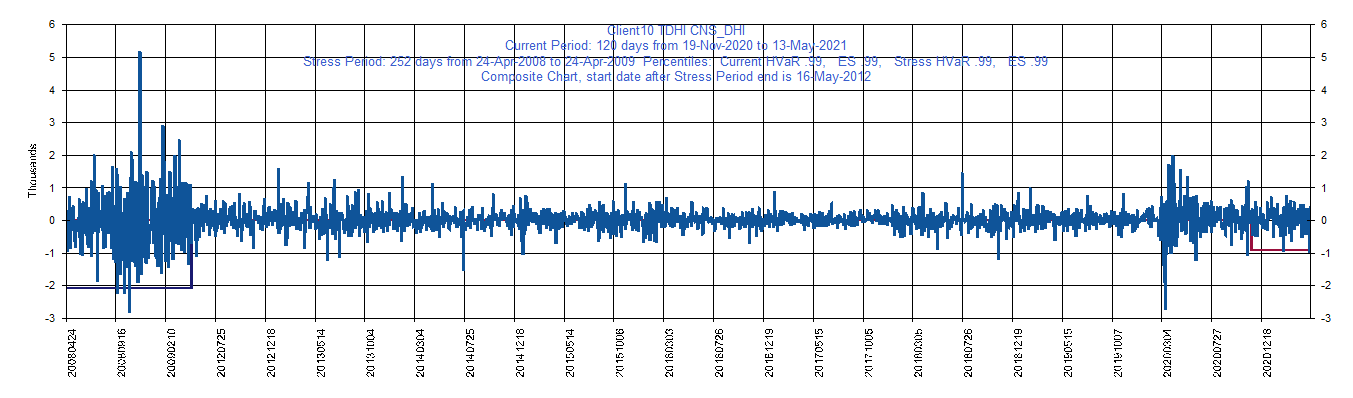 Client10 TDHI CNS_DHI
Current Period: 120 days from 19-Nov-2020 to 13-May-2021
Stress Period: 252 days from 24-Apr-2008 to 24-Apr-2009 Percentiles: Current HVaR .99, ES .99, Stress HVaR .99, ES .99
Composite Chart, start date after Stress Period end is 16-May-2012
Thousands
6 6
5 5
4 4
3 3
2 2
1 1
0 0
-1 -1
-2 -2
-3 -3
20080424 20080916 20090210 20120725 20121218 20130514 20131004 20140304 20140725 20141218 20150514 20151006 20160303 20160726 20161219 20170515 20171005 20180305 20180726 20181219 20190515 20191007 20200304 20200727 20201218